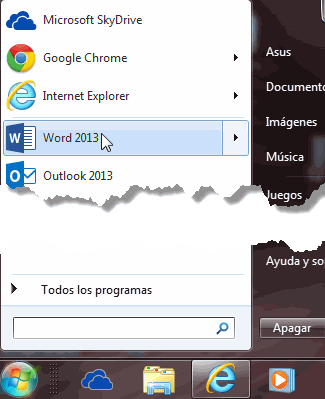 Microsoft SkyDrive
Google Chrome
Internet Explorer
Word 2013
Outlook 2013
Todos los programas
Asus
Documento
Imágenes
Música
Juegos
Ayuda y so
Apagar